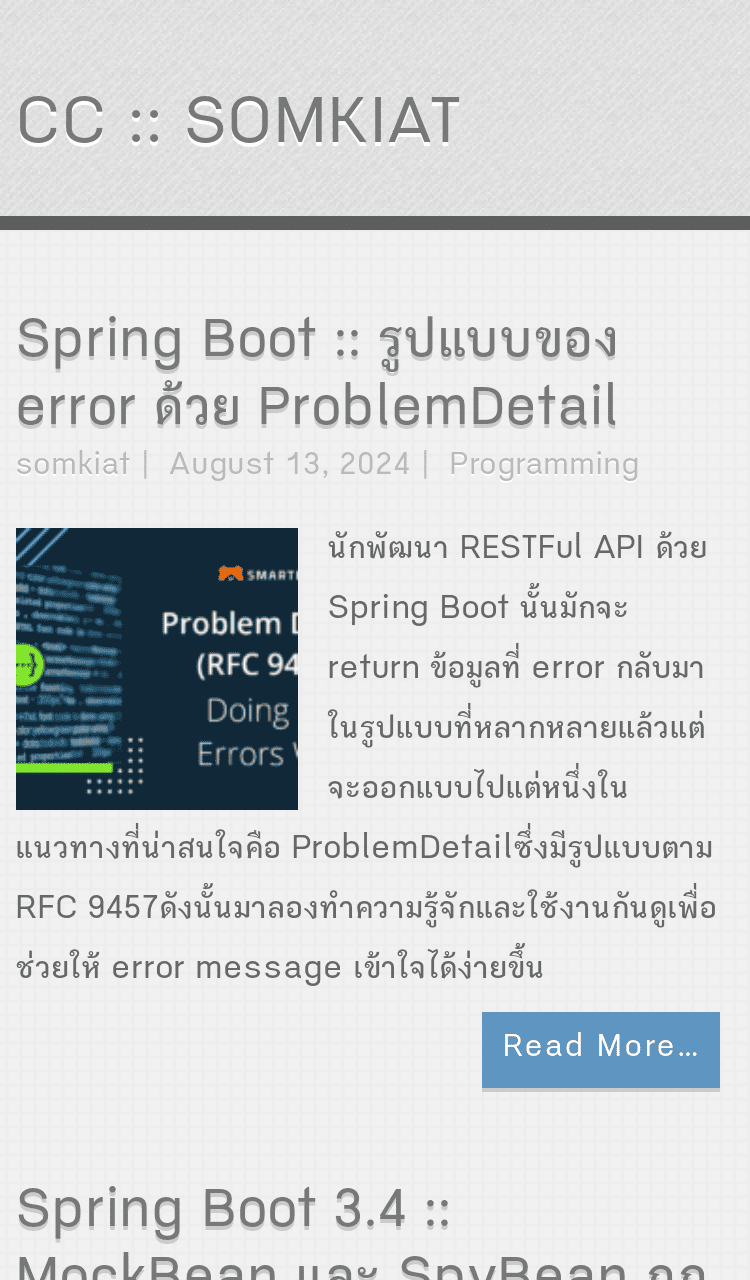 CC :: SOMKIAT
Spring Boot :: รูปแบบของ
error ด้วย ProblemDetail
somkiat | August 13, 2024 | Programming
Problem
(RFC 94
Doing
Errors
นักพัฒนา RESTFul API ด้วย
Spring Boot นั้นมักจะ
return ข้อมูลที่ error กลับมา
ในรูปแบบที่หลากหลายแล้วแต่
จะออกแบบไปแต่หนึ่งใน
แนวทางที่น่าสนใจคือ ProblemDetailซึ่งมีรูปแบบตาม
RFC 9457ดังนั้นมาลองทำความรู้จักและใช้งานกันดูเพื่อ
ช่วยให้ error message เข้าใจได้ง่ายขึ้น
Read More…
Spring Boot 3.4 ::
MockBean และ SpyBean ถูก